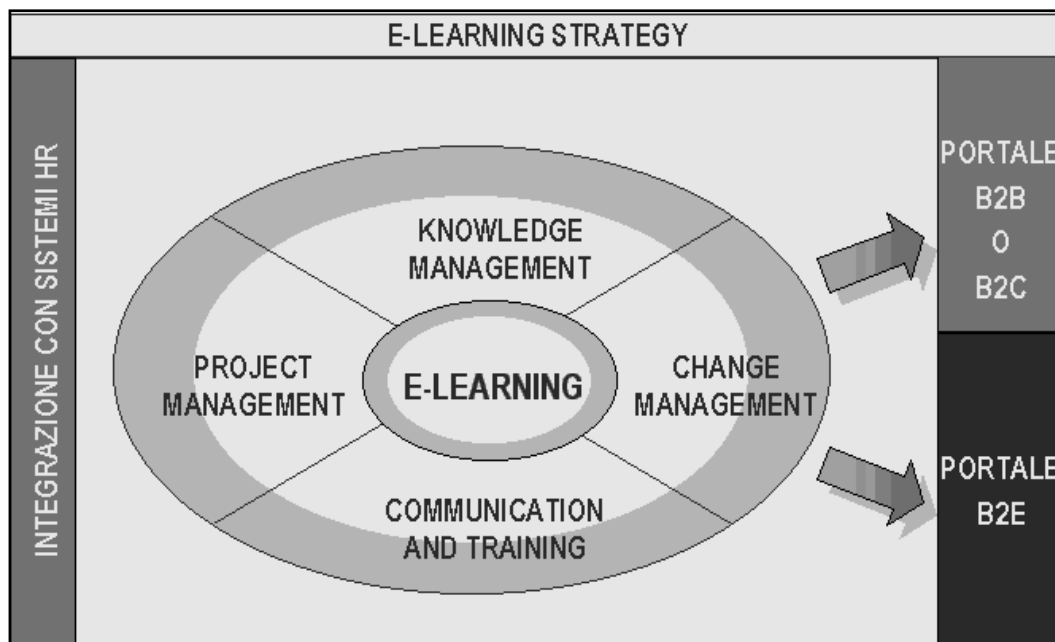 E-LEARNING STRATEGY
INTEGRAZIONE CON SISTEMI HR
KNOWLEDGE
MANAGEMENT
PROJECT
MANAGEMENT
E-LEARNING
CHANGE
MANAGEMENT
COMMUNICATION
AND TRAINING
PORTALE
B2B
O
B2C
PORTALE
B2E